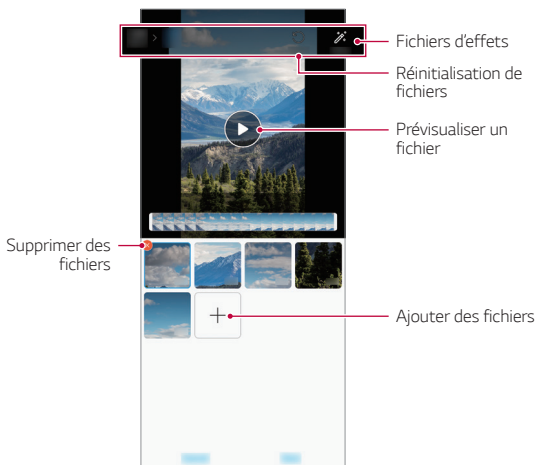 Fichiers d'effets
Réinitialisation de
fichiers
Prévisualiser un
fichier
Supprimer des
fichiers
Ajouter des fichiers